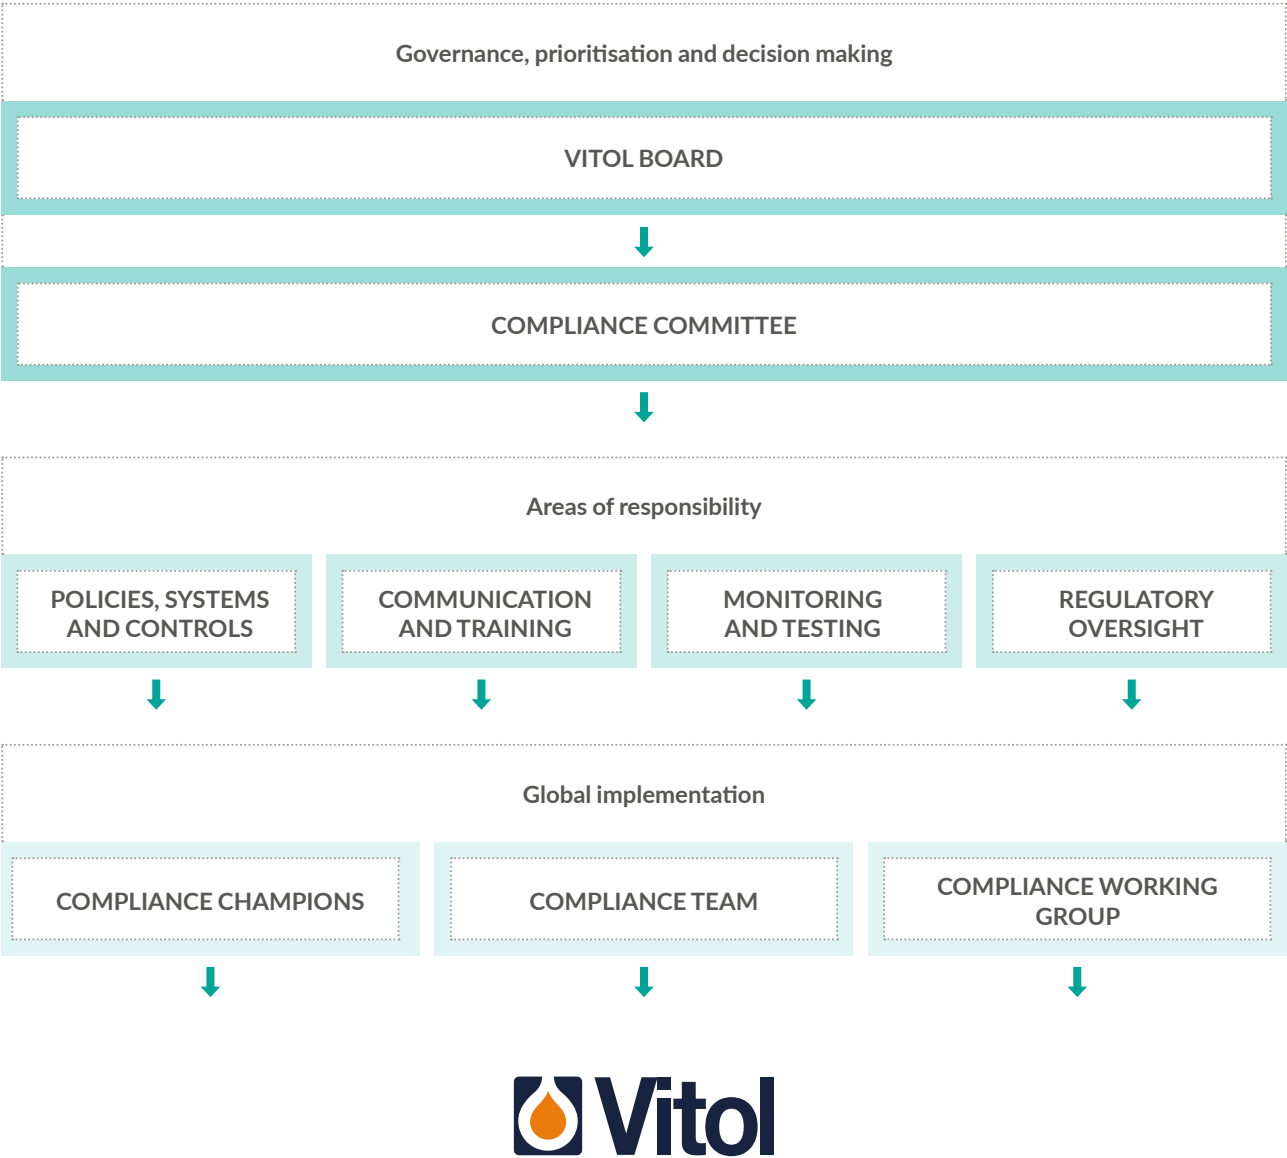 Governance, prioritisation and decision making
VITOL BOARD
COMPLIANCE COMMITTEE
Areas of responsibility
POLICIES, SYSTEMS
AND CONTROLS
COMMUNICATION
AND TRAINING
MONITORING
AND TESTING
REGULATORY
OVERSIGHT
Global implementation
COMPLIANCE CHAMPIONS
COMPLIANCE TEAM
COMPLIANCE WORKING
GROUP
Vitol